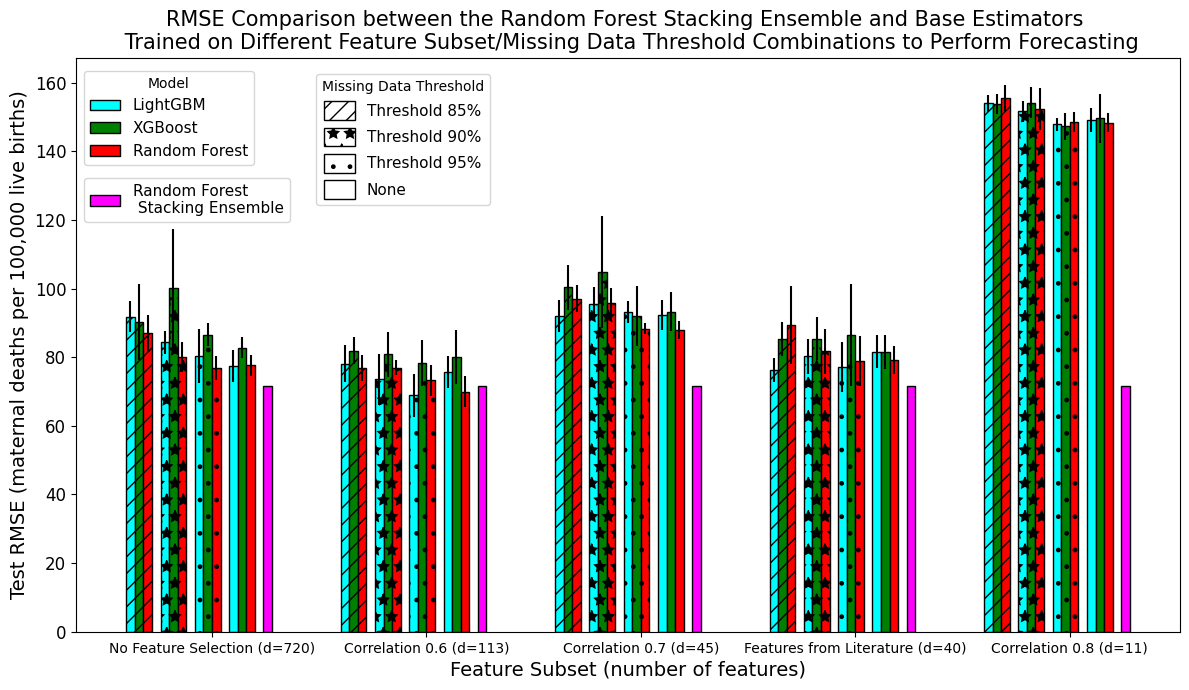 RMSE Comparison between the Random Forest Stacking Ensemble and Base Estimators
Trained on Different Feature Subset/Missing Data Threshold Combinations to Perform Forecasting
Test RMSE (maternal deaths per 100,000 live births)
160
140
120
100
80
60
40
20
0
Model
LightGBM
XGBoost
Random Forest
Random Forest
Stacking Ensemble
Missing Data Threshold
Threshold 85%
Threshold 90%
Threshold 95%
None
No Feature Selection (d=720)
Correlation 0.6 (d=113)
Correlation 0.7 (d=45)
Features from Literature (d=40)
Correlation 0.8 (d=11)
Feature Subset (number of features)